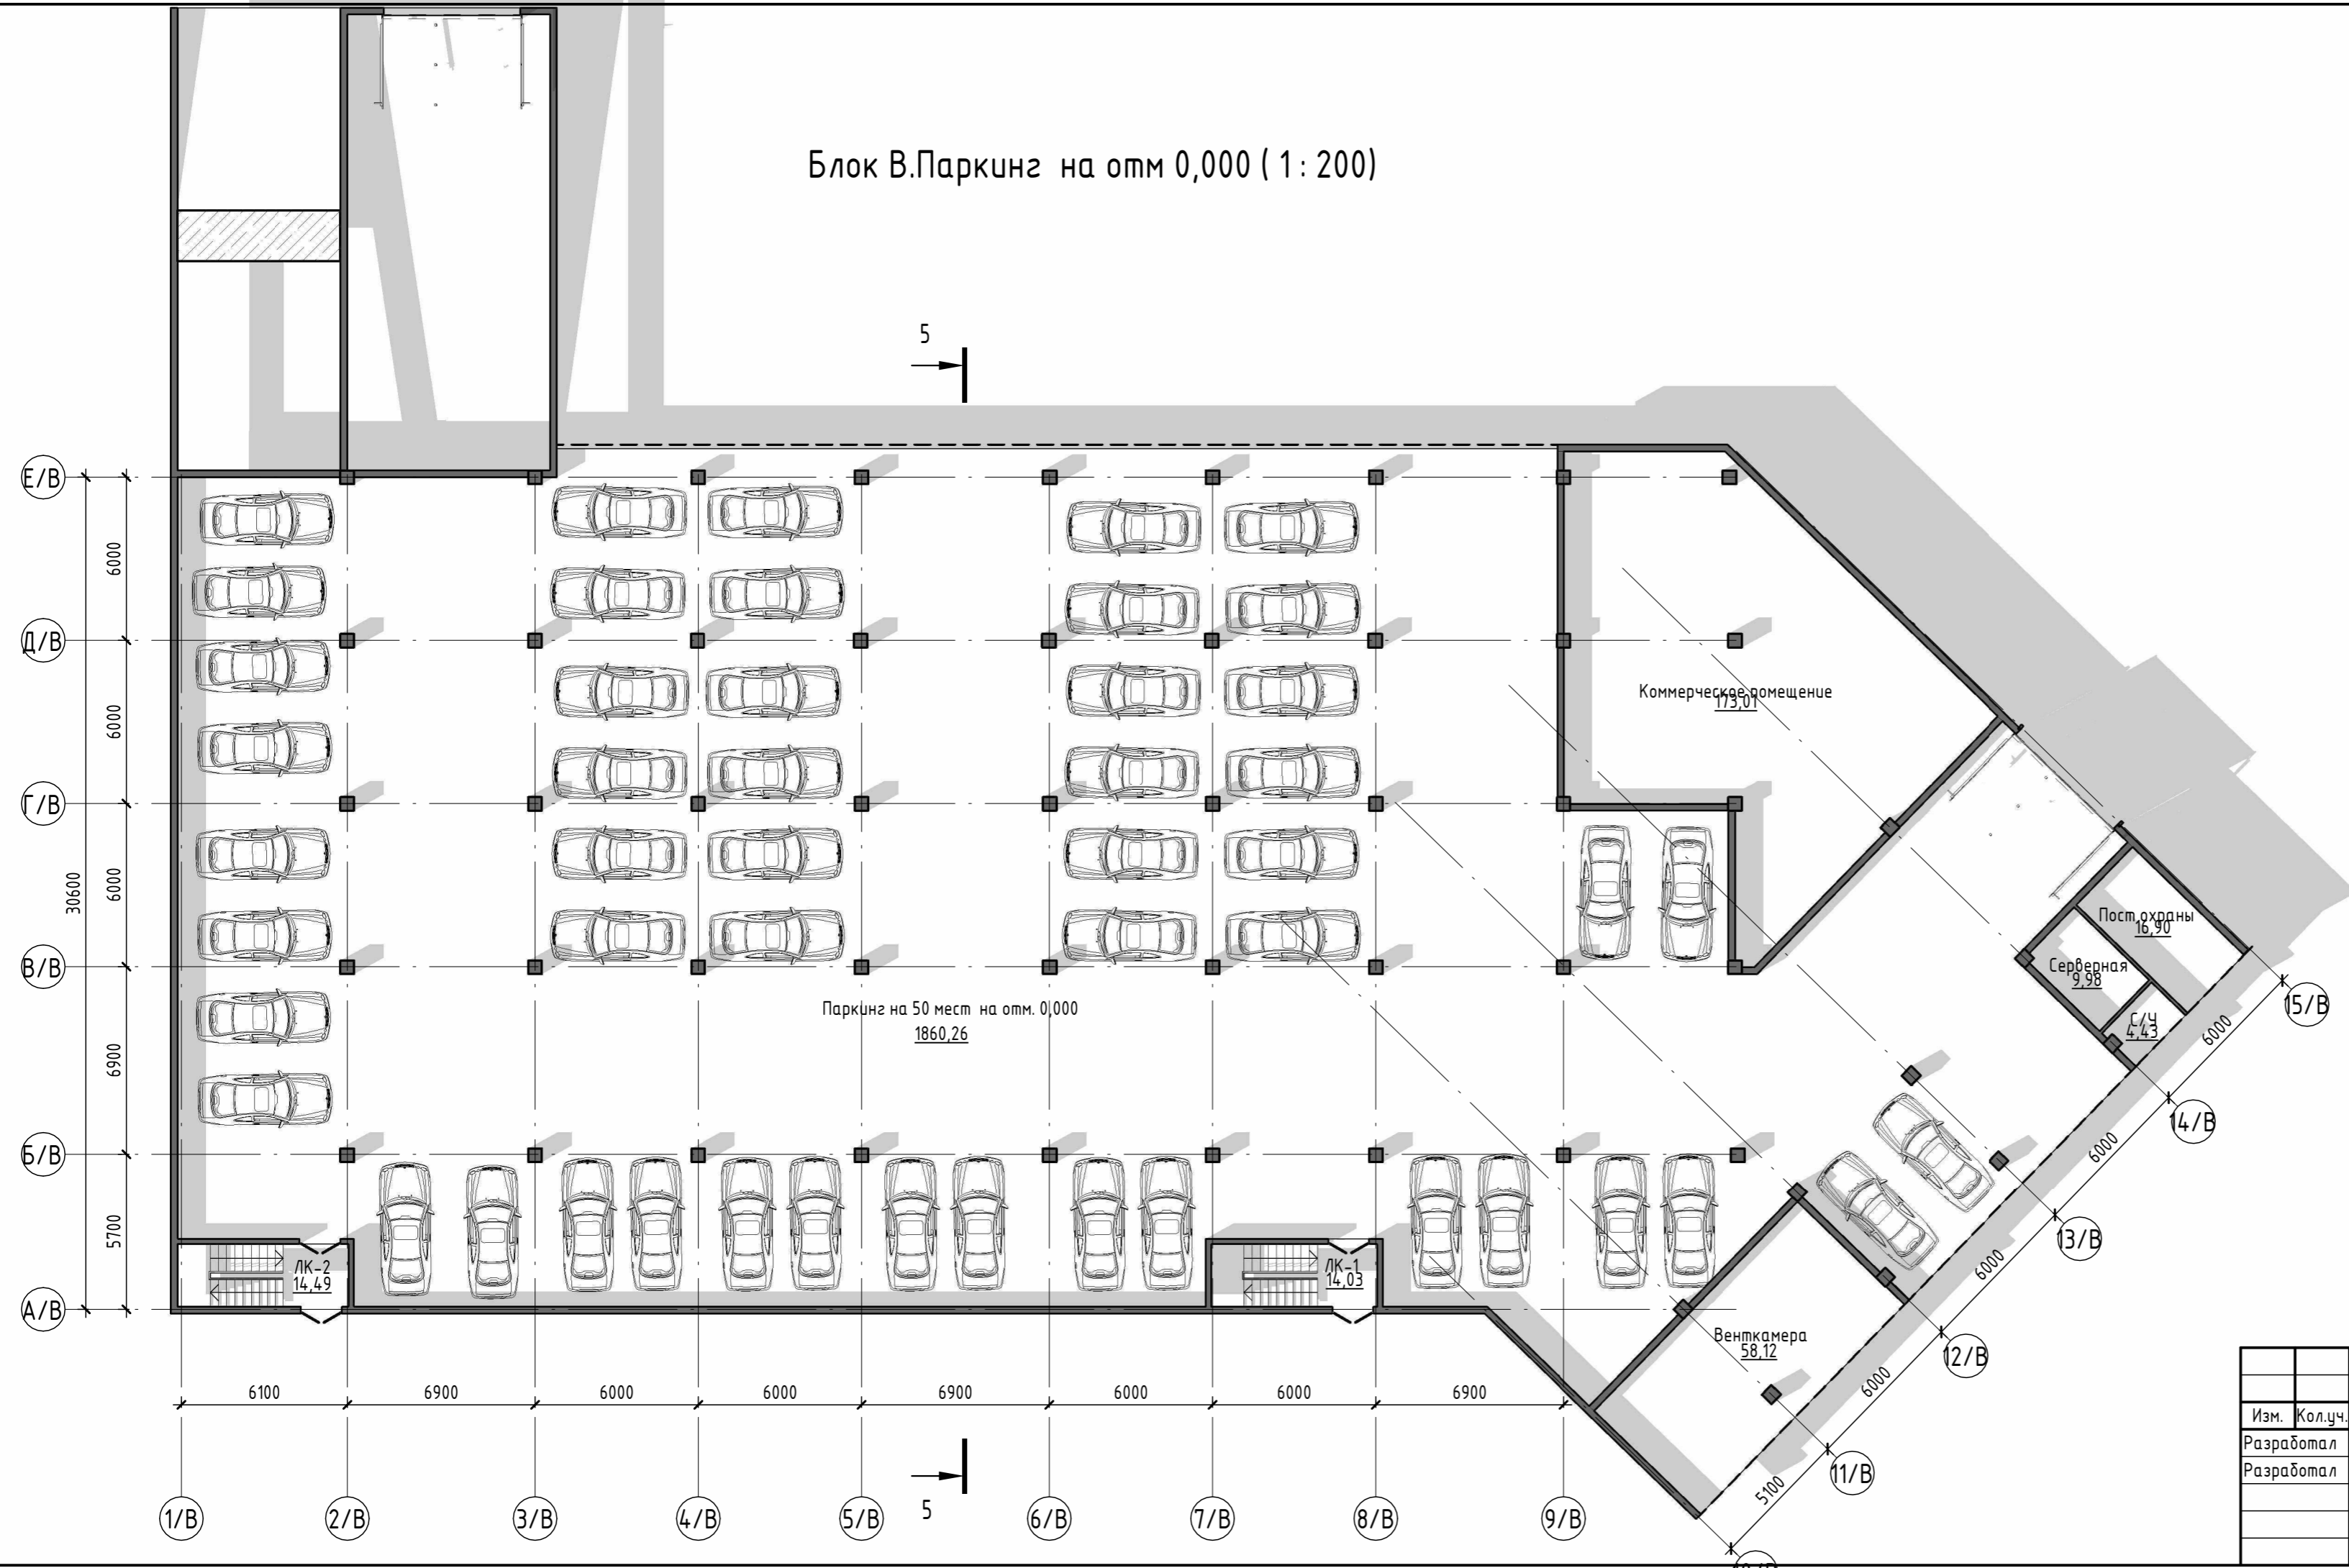 Блок В.Паркинг на отм 0,000 ( 1 : 200)
5
Е/В
Д/В
Г/В
В/В
Б/В
А/В
6000
6000
6000
6900
5700
30600
Коммерческое помещение
173,01
Пост охраны
16,90
Серверная
9,98
С/У
4,43
Паркинг на 50 мест на отм. 0,000
1860,26
ЛК-2
14,49
ЛК-1
14,03
Венткамера
58,12
15/В
6000
14/В
6000
13/В
6000
12/В
6000
11/В
5100
6100
6900
6000
6000
6900
6000
6000
6900
5
1/В
2/В
3/В
4/В
5/В
6/В
7/В
8/В
9/В
Изм. Кол.уч.
Разработал
Разработал